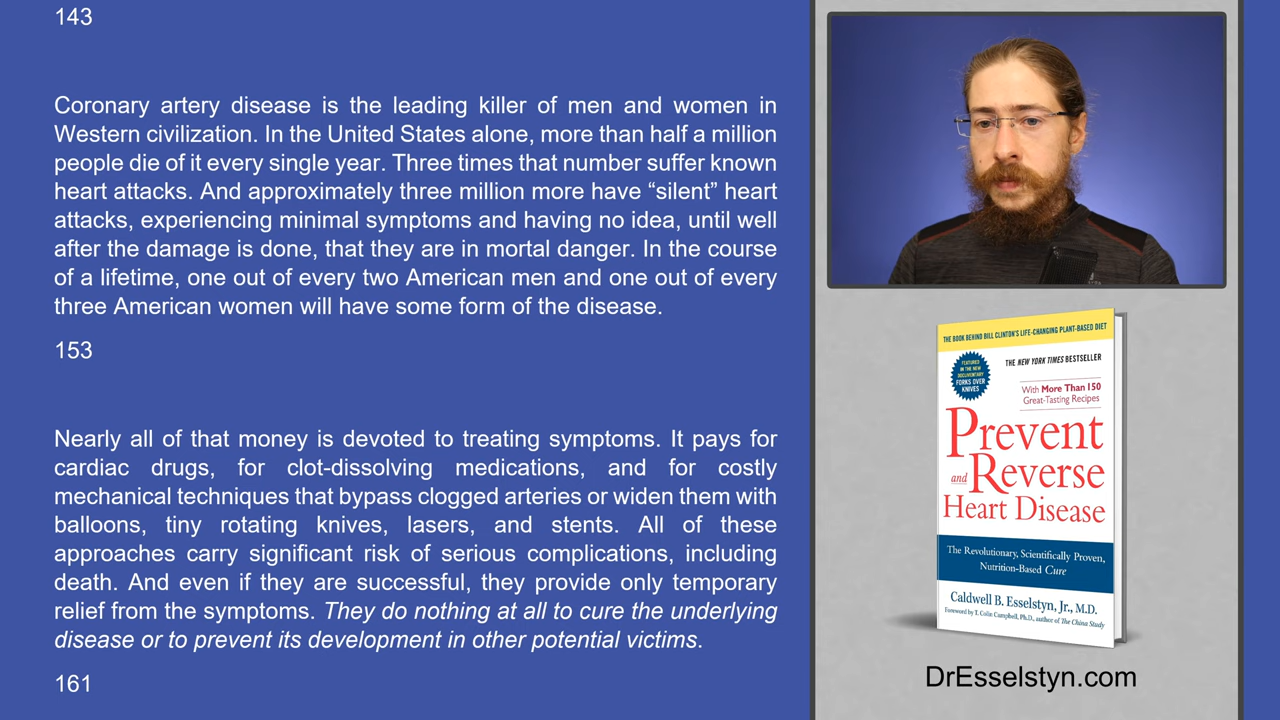 143
Coronary artery disease is the leading killer of men and women in
Western civilization. In the United States alone, more than half a million
people die of it every single year. Three times that number suffer known
heart attacks. And approximately three million more have “silent” heart
attacks, experiencing minimal symptoms and having no idea, until well
after the damage is done, that they are in mortal danger. In the course
of a lifetime, one out of every two American men and one out of every
three American women will have some form of the disease.
153
Nearly all of that money is devoted to treating symptoms. It pays for
cardiac drugs, for clot-dissolving medications, and for costly
mechanical techniques that bypass clogged arteries or widen them with
balloons, tiny rotating knives, lasers, and stents. All of these
approaches carry significant risk of serious complications, including
death. And even if they are successful, they provide only temporary
relief from the symptoms. They do nothing at all to cure the underlying
disease or to prevent its development in other potential victims.
161
THE BOOK BEHIND BILL CLINTON'S LIFE-CHANGING PLANT-BASED DIET
FEATURED
IN THE NEW
DOCUMENTARY
FORKS OVER
KNIVES
THE NEW YORK TIMES BESTSELLER
With More Than 150
Great-Tasting Recipes
Prevent
and Reverse
Heart Disease
The Revolutionary, Scientifically Proven,
Nutrition-Based Cure
Caldwell B. Esselstyn, Jr., M.D.
Foreword by T. Colin Campbell, Ph.D., author of The China Study
DrEsselstyn.com